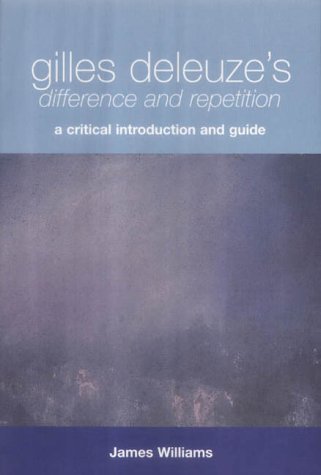 gilles deleuze's
difference and repetition
a critical introduction and guide
James Williams